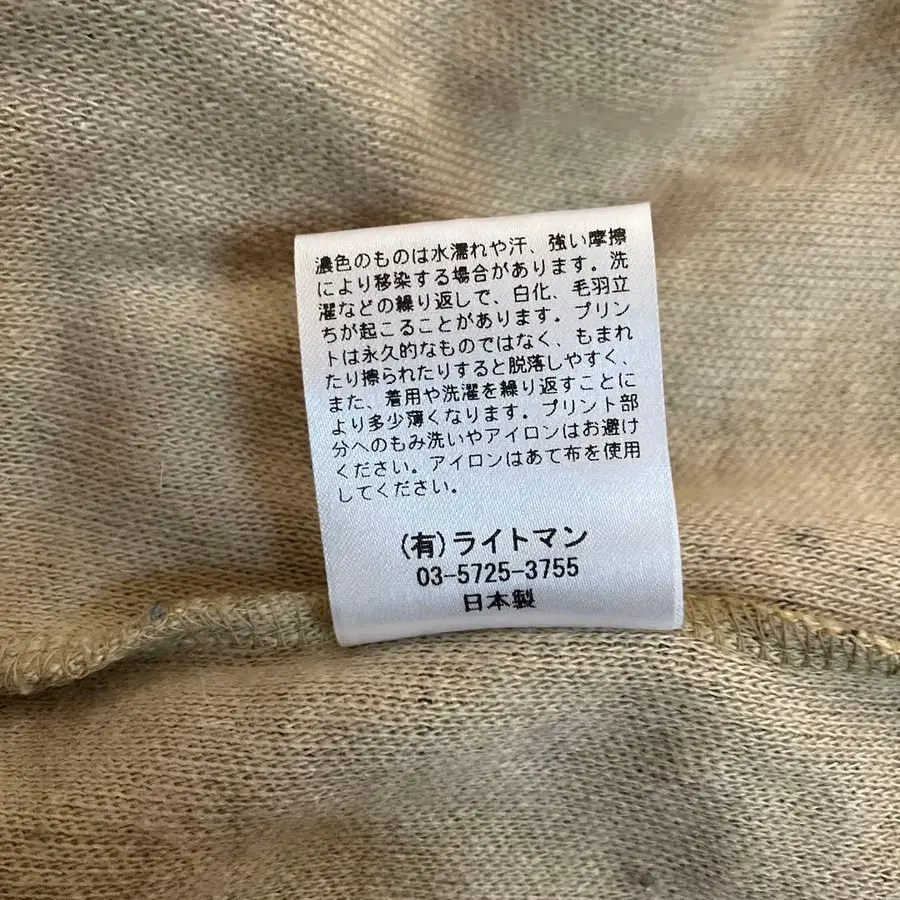 濃色のものは水濡れや汗、強い摩擦
により移染する場合があります。洗
濯などの繰り返しで、白化、毛羽立
ちが起こることがあります。プリン
トは永久的なものではなく、もまれ
たり擦られたりすると脱落しやすく、
また、着用や洗濯を繰り返すことに
より多少薄くなります。プリント部
分へのもみ洗いやアイロンはお避け
ください。アイロンはあて布を使用
してください。
(有)ライトマン
03-5725-3755
日本製